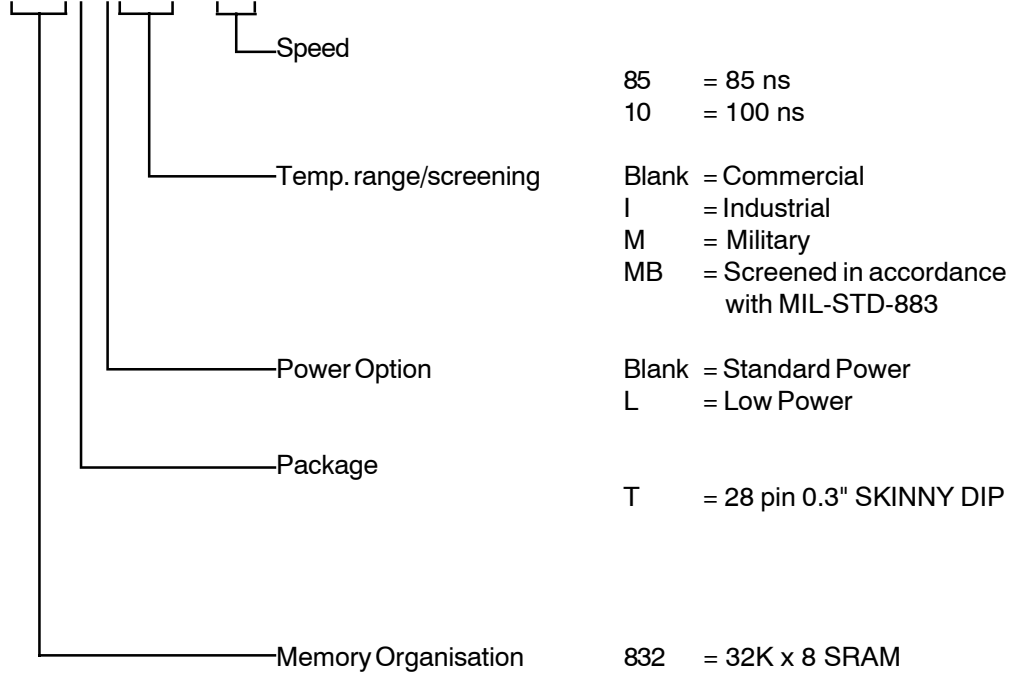 Speed
85 = 85 ns
10 = 100 ns
Temp. range/screening Blank = Commercial
I = Industrial
M = Military
MB = Screened in accordance
with MIL-STD-883
Power Option Blank = Standard Power
L = Low Power
Package
T = 28 pin 0.3" SKINNY DIP
Memory Organisation 832 = 32K x 8 SRAM